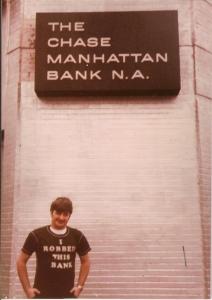 THE
CHASE
MANHATTAN
BANK N.A.
I
ROBBED
THIS
BANK